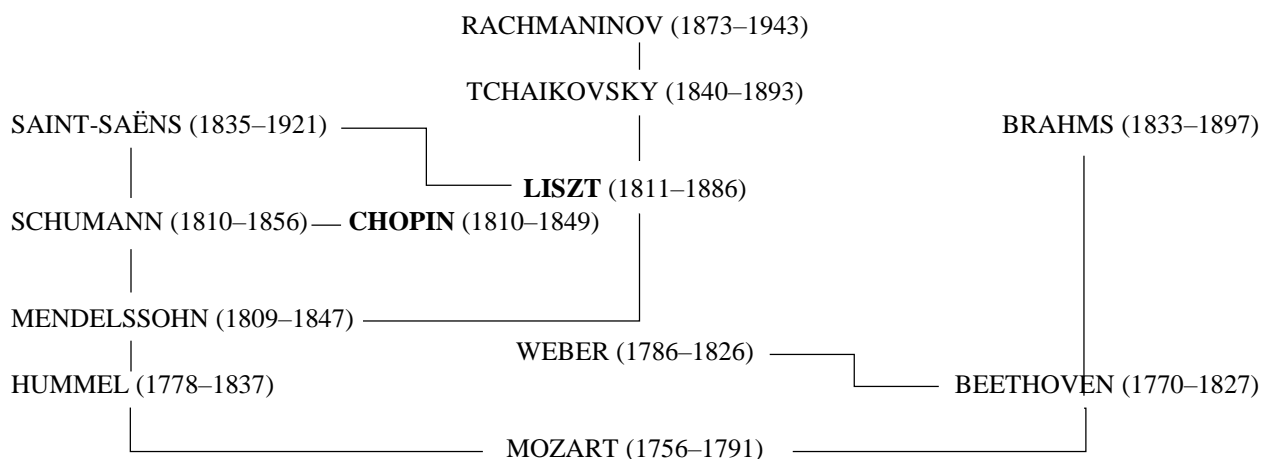 RACHMANINOV (1873–1943)
TCHAIKOVSKY (1840–1893)
SAINT-SAËNS (1835–1921)
BRAHMS (1833–1897)
LISZT (1811–1886)
SCHUMANN (1810–1856)
CHOPIN (1810–1849)
MENDELSSOHN (1809–1847)
WEBER (1786–1826)
HUMMEL (1778–1837)
BEETHOVEN (1770–1827)
MOZART (1756–1791)